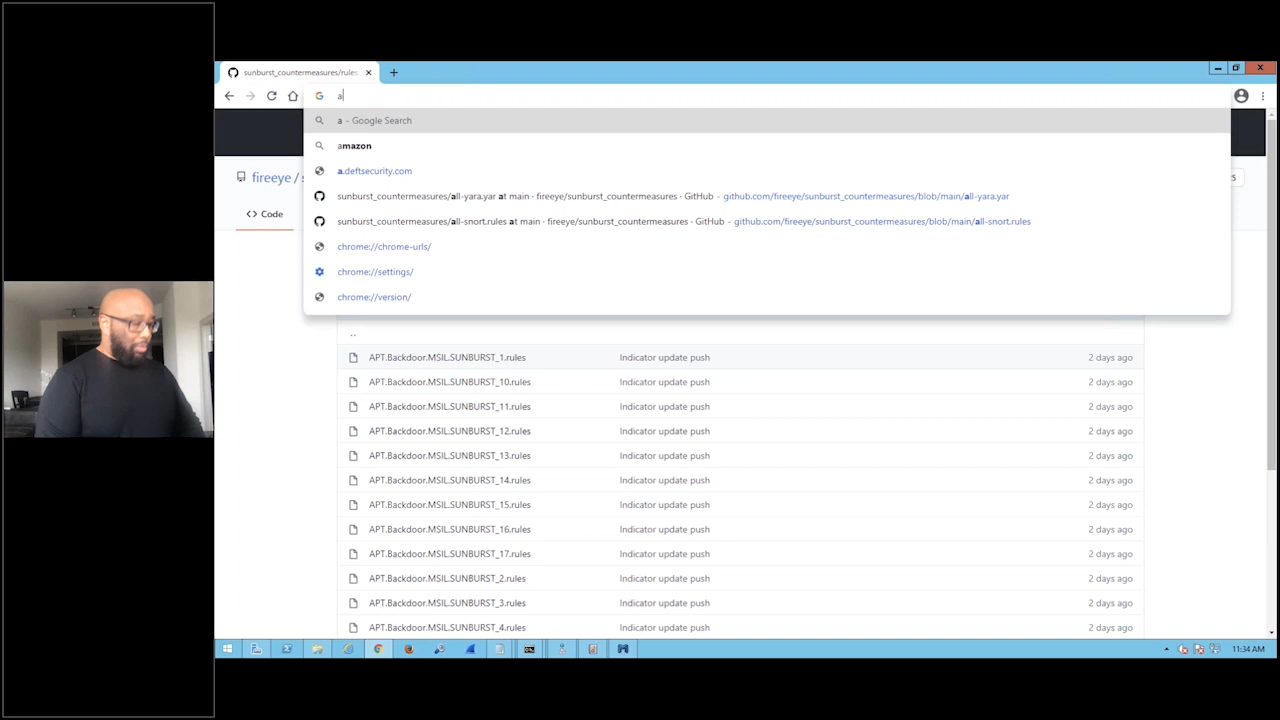 sunburst_countermeasures/rules
a
a - Google Search
amazon
a.deftsecurity.com
sunburst_countermeasures/all-yara.yar at main · fireeye/sunburst_countermeasures · GitHub - github.com/fireeye/sunburst_countermeasures/blob/main/all-yara.yar
sunburst_countermeasures/all-snort.rules at main · fireeye/sunburst_countermeasures · GitHub - github.com/fireeye/sunburst_countermeasures/blob/main/all-snort.rules
chrome://chrome-urls/
chrome://settings/
chrome://version/
fireeye / s
5
<> Code
..
APT.Backdoor.MSIL.SUNBURST_1.rules Indicator update push 2 days ago
APT.Backdoor.MSIL.SUNBURST_10.rules Indicator update push 2 days ago
APT.Backdoor.MSIL.SUNBURST_11.rules Indicator update push 2 days ago
APT.Backdoor.MSIL.SUNBURST_12.rules Indicator update push 2 days ago
APT.Backdoor.MSIL.SUNBURST_13.rules Indicator update push 2 days ago
APT.Backdoor.MSIL.SUNBURST_14.rules Indicator update push 2 days ago
APT.Backdoor.MSIL.SUNBURST_15.rules Indicator update push 2 days ago
APT.Backdoor.MSIL.SUNBURST_16.rules Indicator update push 2 days ago
APT.Backdoor.MSIL.SUNBURST_17.rules Indicator update push 2 days ago
APT.Backdoor.MSIL.SUNBURST_2.rules Indicator update push 2 days ago
APT.Backdoor.MSIL.SUNBURST_3.rules Indicator update push 2 days ago
APT.Backdoor.MSIL.SUNBURST_4.rules Indicator update push 2 days ago
11:34 AM